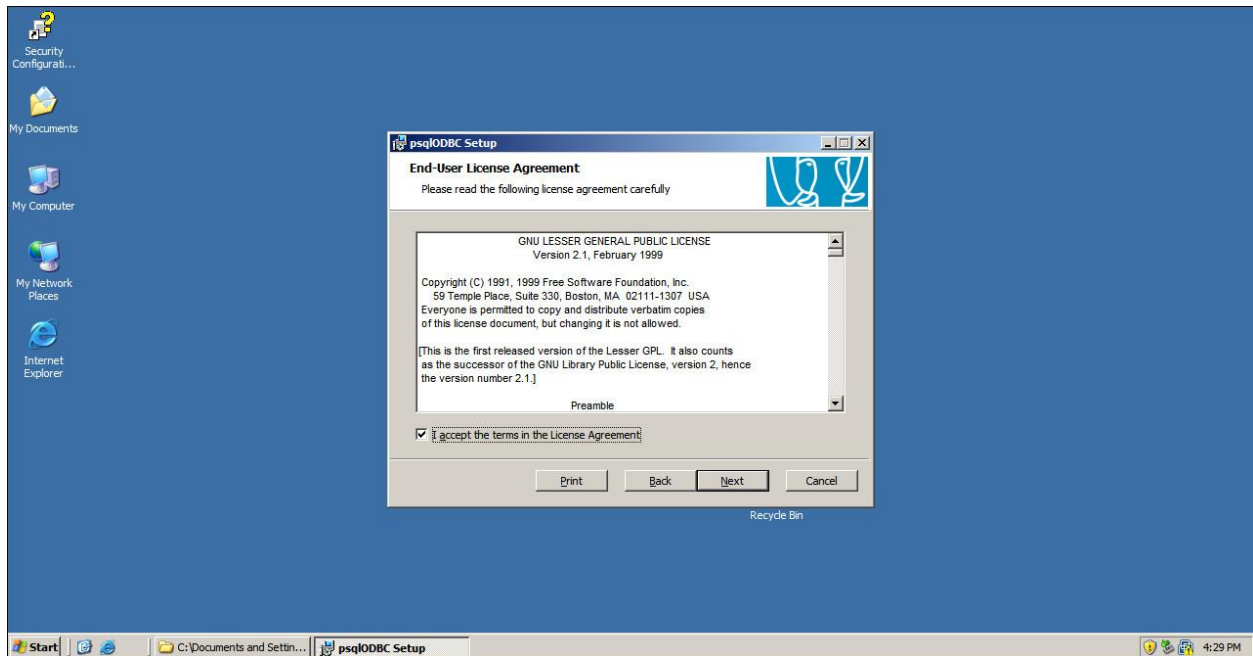 Security
Configurati...
My Documents
My Computer
My Network
Places
Internet
Explorer
psqlODBC Setup
End-User License Agreement
Please read the following license agreement carefully
GNU LESSER GENERAL PUBLIC LICENSE
Version 2.1, February 1999
Copyright (C) 1991, 1999 Free Software Foundation, Inc.
59 Temple Place, Suite 330, Boston, MA 02111-1307 USA
Everyone is permitted to copy and distribute verbatim copies
of this license document, but changing it is not allowed.
[This is the first released version of the Lesser GPL. It also counts
as the successor of the GNU Library Public License, version 2, hence
the version number 2.1.]
Preamble
I accept the terms in the License Agreement
Print Back Next Cancel
Recycle Bin
Start C:\Documents and Settin... psqlODBC Setup 4:29 PM